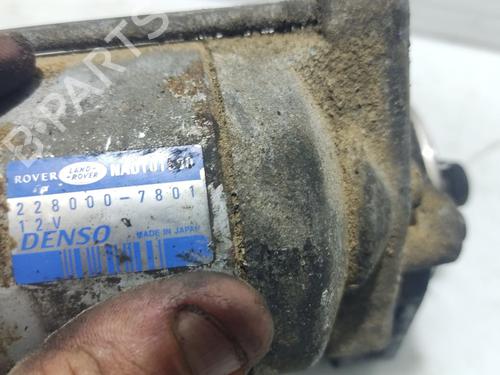 B-PARTS
ROVER LAND-ROVER
228000-7801
12V
DENSO MADE IN JAPAN